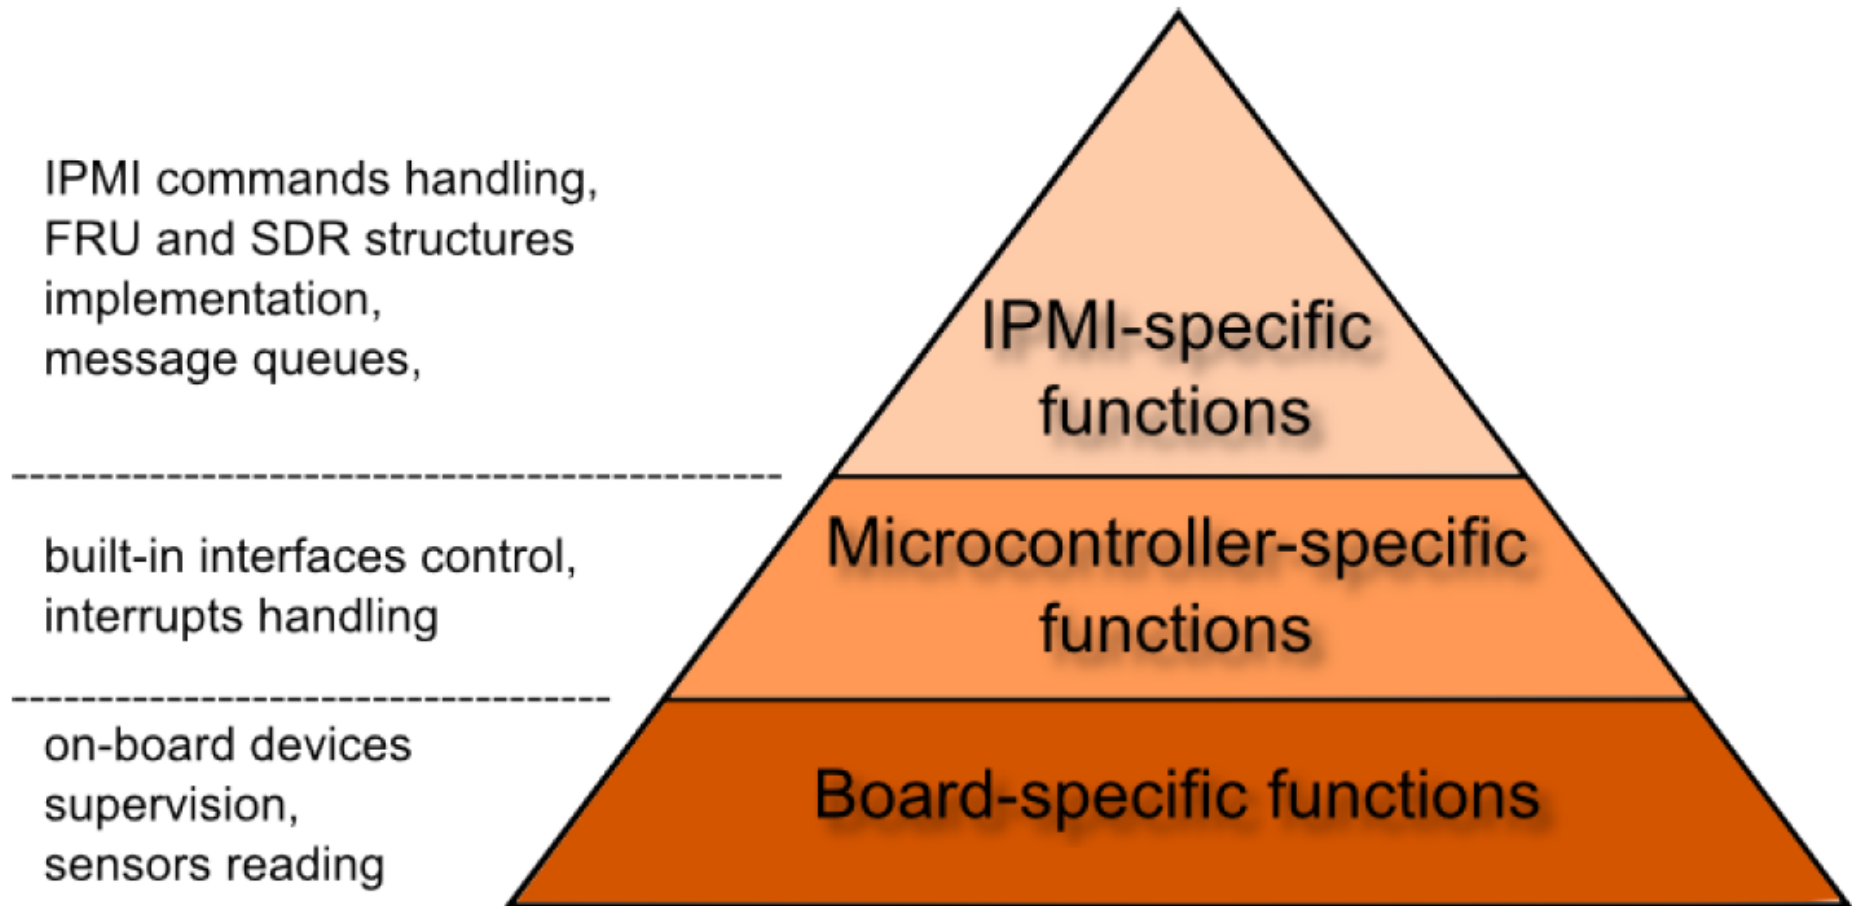 IPMI commands handling,
FRU and SDR structures
implementation,
message queues,
IPMI-specific
functions
built-in interfaces control,
interrupts handling
Microcontroller-specific
functions
on-board devices
supervision,
sensors reading
Board-specific functions